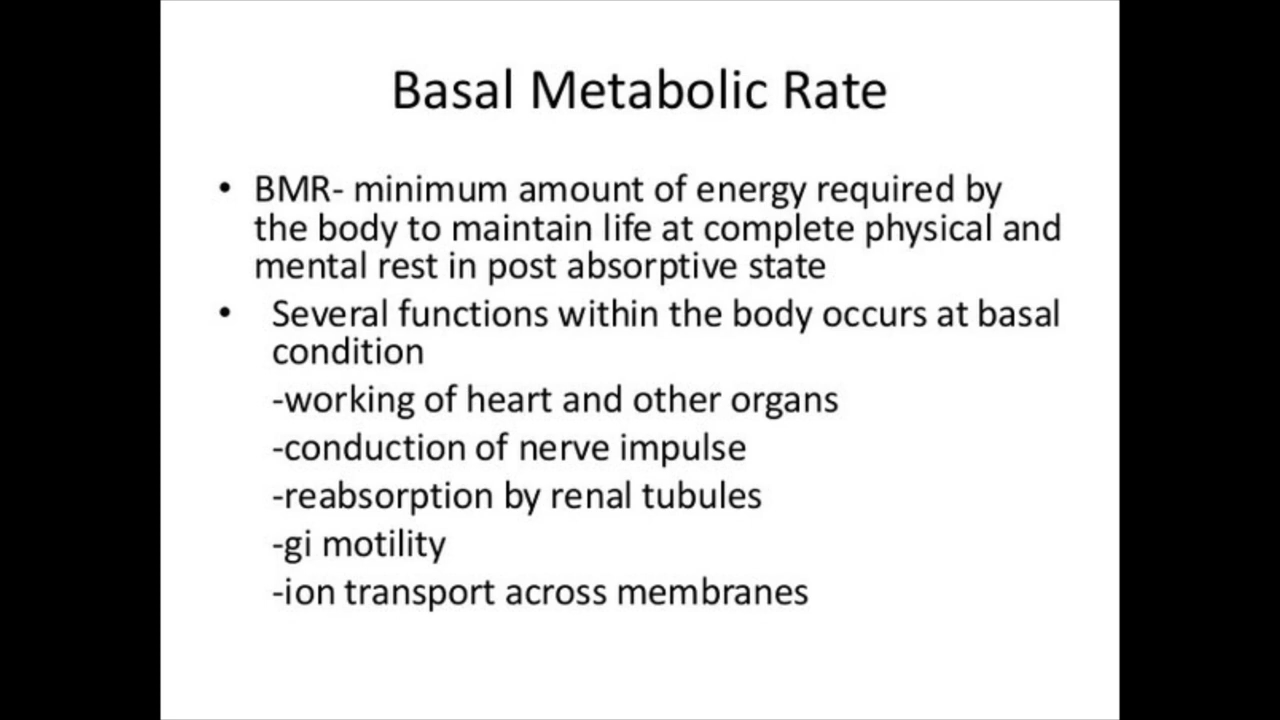 Basal Metabolic Rate
• BMR- minimum amount of energy required by
the body to maintain life at complete physical and
mental rest in post absorptive state
• Several functions within the body occurs at basal
condition
-working of heart and other organs
-conduction of nerve impulse
-reabsorption by renal tubules
-gi motility
-ion transport across membranes